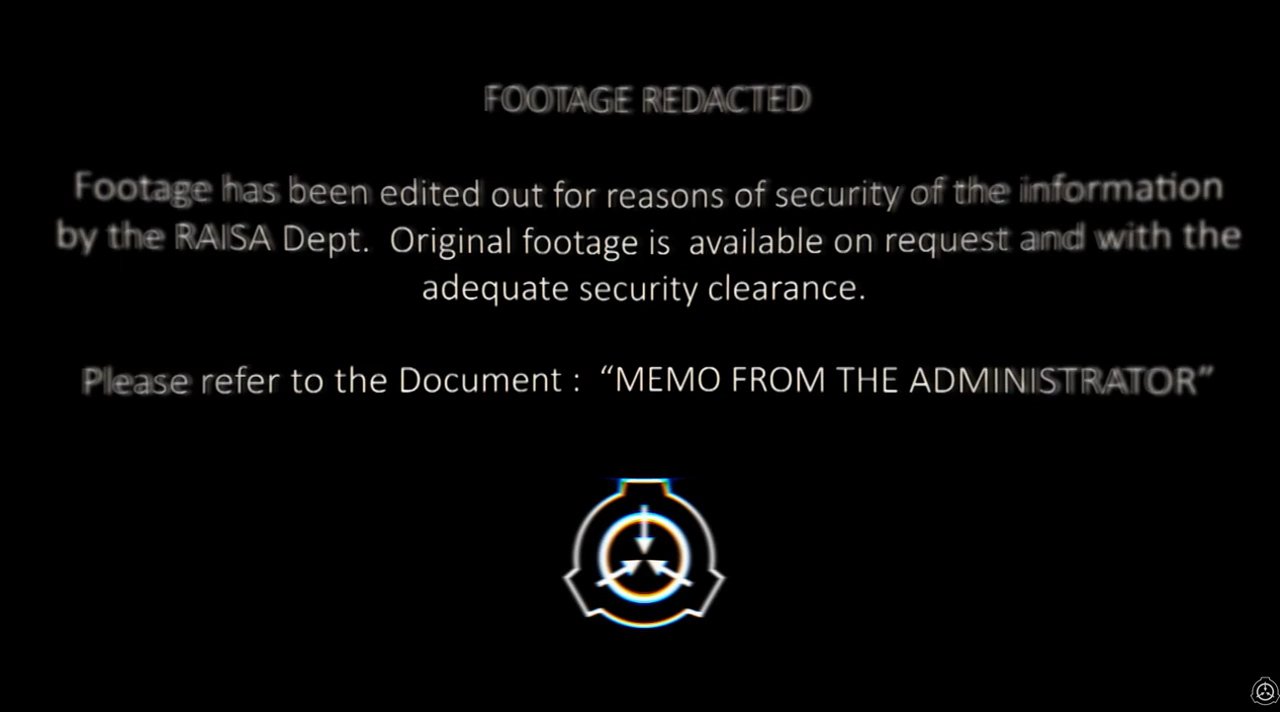 FOOTAGE REDACTED
Footage has been edited out for reasons of security of the information
by the RAISA Dept.  Original footage is  available on request and with the
adequate security clearance.
Please refer to the Document :  “MEMO FROM THE ADMINISTRATOR”